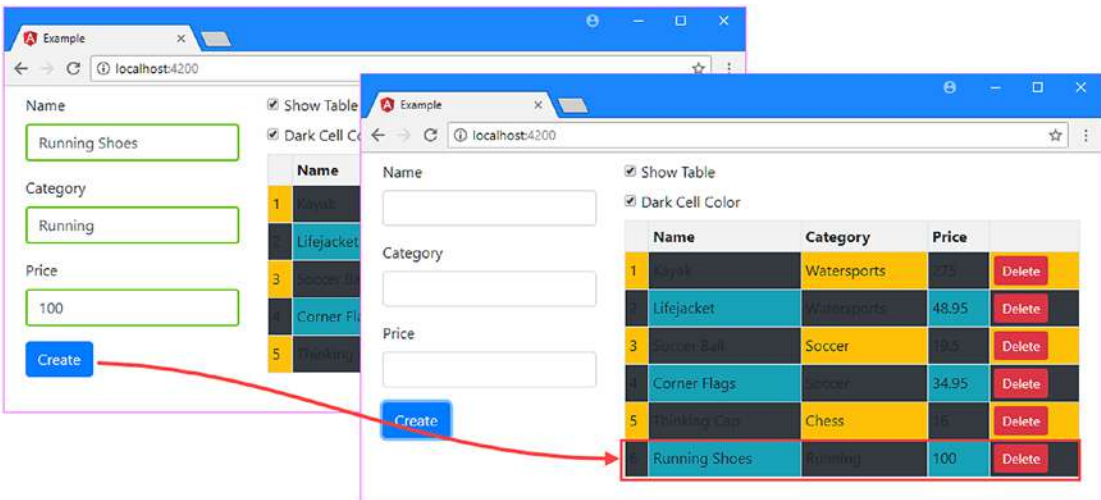 Example
localhost:4200
Name
Running Shoes
Category
Running
Price
100
Create
Show Table
Dark Cell Co
Name
1 Kayak
2 Lifejacket
3 Soccer Ba
4 Corner Fla
5 Thinking
Example
localhost:4200
Name
Category
Price
Create
Show Table
Dark Cell Color
Name Category Price
1 Kayak Watersports 275 Delete
2 Lifejacket Watersports 48.95 Delete
3 Soccer Ball Soccer 19.5 Delete
4 Corner Flags Soccer 34.95 Delete
5 Thinking Cap Chess 16 Delete
6 Running Shoes Running 100 Delete